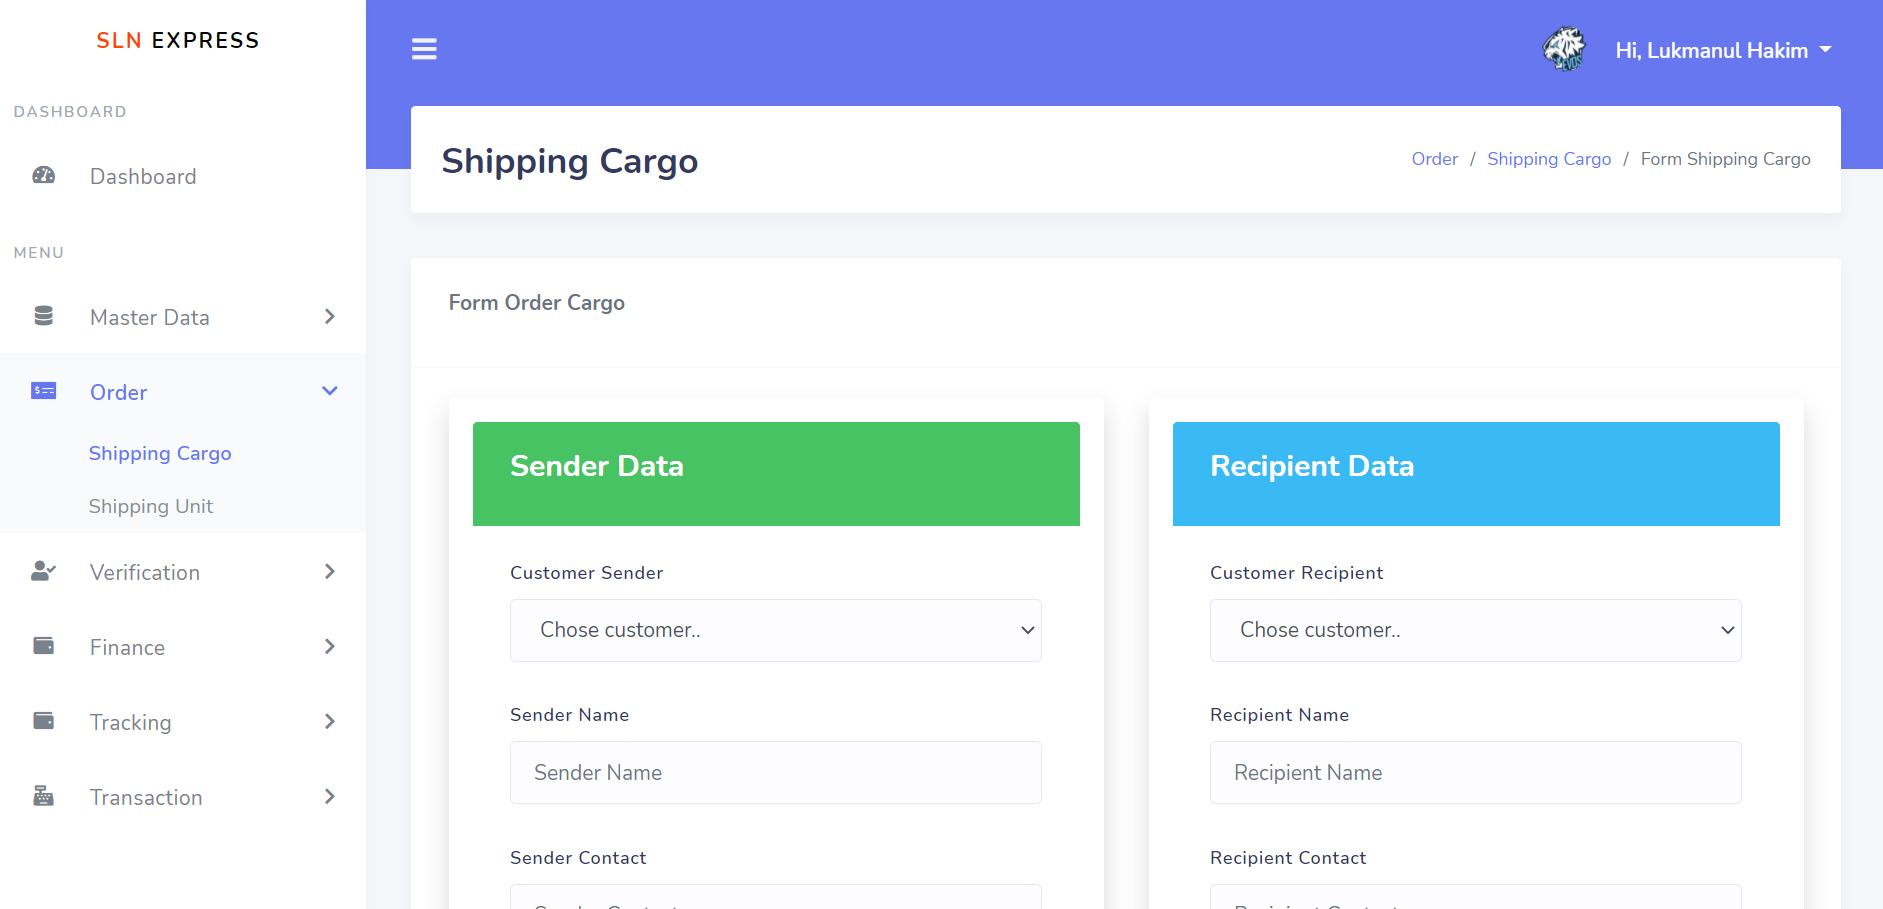 SLN EXPRESS
DASHBOARD
Dashboard
MENU
Master Data
Order
Shipping Cargo
Shipping Unit
Verification
Finance
Tracking
Transaction
EVOS
Hi, Lukmanul Hakim
Shipping Cargo
Order / Shipping Cargo / Form Shipping Cargo
Form Order Cargo
Sender Data
Customer Sender
Chose customer..
Sender Name
Sender Name
Sender Contact
Recipient Data
Customer Recipient
Chose customer..
Recipient Name
Recipient Name
Recipient Contact